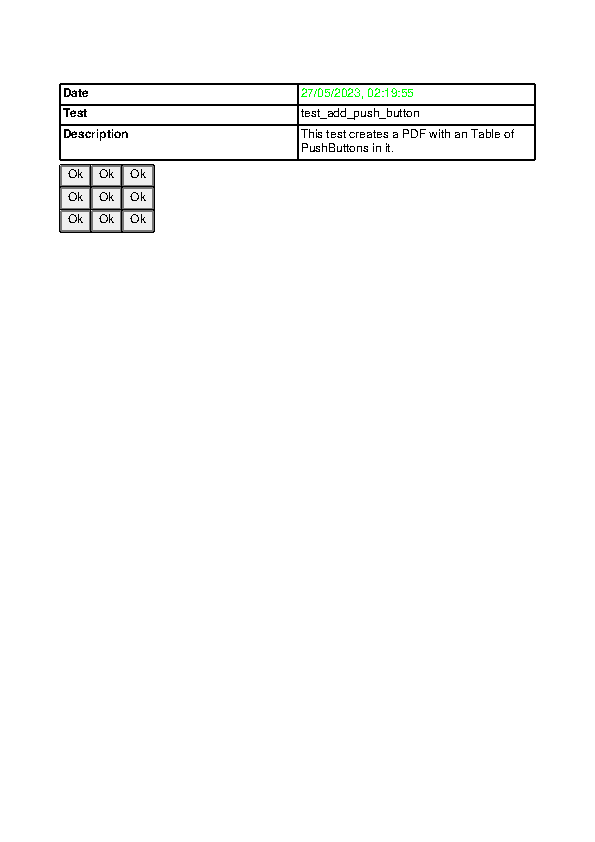 Date 27/05/2023, 02:19:55
Test test_add_push_button
Description This test creates a PDF with an Table of
PushButtons in it.
Ok Ok Ok
Ok Ok Ok
Ok Ok Ok